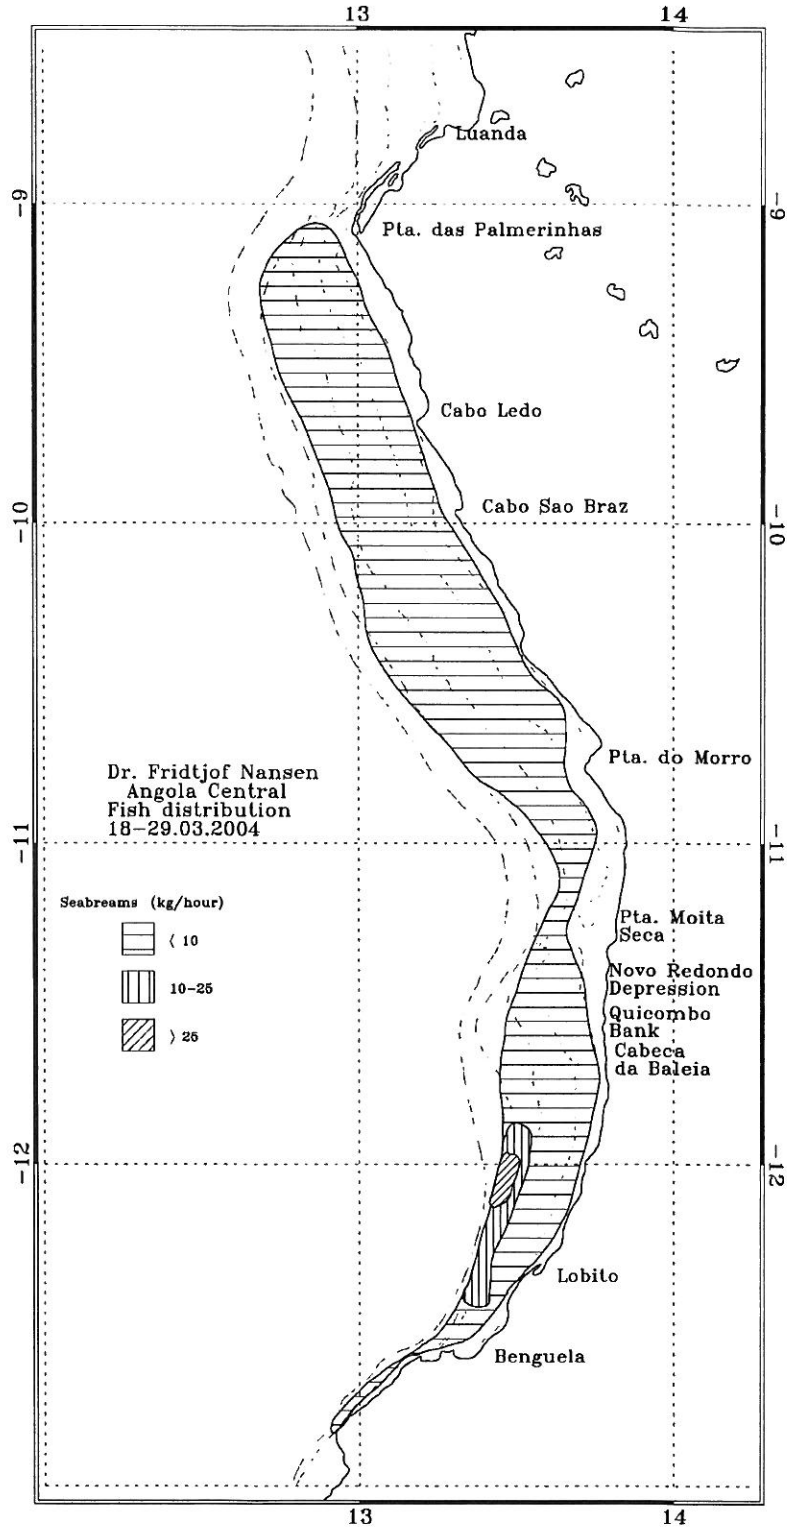 13 14
Luanda
-9 -9
Pta. das Palmerinhas
Cabo Ledo
Cabo Sao Braz
-10 -10
Pta. do Morro
Dr. Fridtjof Nansen
Angola Central
Fish distribution
18-29.03.2004
-11 -11
Seabreams (kg/hour)
< 10
10-25
> 25
Pta. Moita
Seca
Novo Redondo
Depression
Quicombo
Bank
Cabeca
da Baleia
-12 -12
Lobito
Benguela
13 14